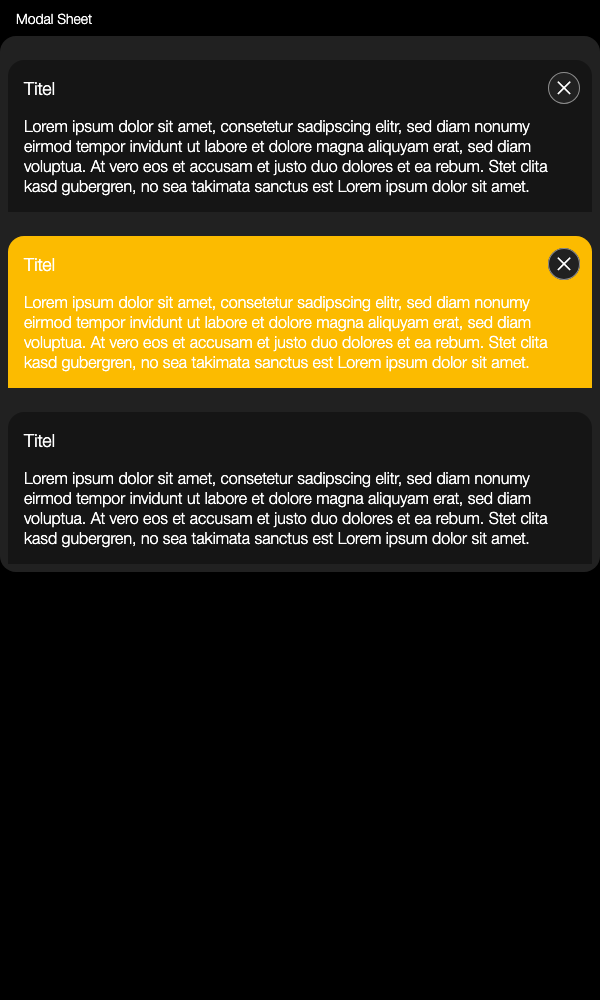 Modal Sheet
Titel
Lorem ipsum dolor sit amet, consetetur sadipscing elitr, sed diam nonumy
eirmod tempor invidunt ut labore et dolore magna aliquyam erat, sed diam
voluptua. At vero eos et accusam et justo duo dolores et ea rebum. Stet clita
kasd gubergren, no sea takimata sanctus est Lorem ipsum dolor sit amet.
Titel
Lorem ipsum dolor sit amet, consetetur sadipscing elitr, sed diam nonumy
eirmod tempor invidunt ut labore et dolore magna aliquyam erat, sed diam
voluptua. At vero eos et accusam et justo duo dolores et ea rebum. Stet clita
kasd gubergren, no sea takimata sanctus est Lorem ipsum dolor sit amet.
Titel
Lorem ipsum dolor sit amet, consetetur sadipscing elitr, sed diam nonumy
eirmod tempor invidunt ut labore et dolore magna aliquyam erat, sed diam
voluptua. At vero eos et accusam et justo duo dolores et ea rebum. Stet clita
kasd gubergren, no sea takimata sanctus est Lorem ipsum dolor sit amet.